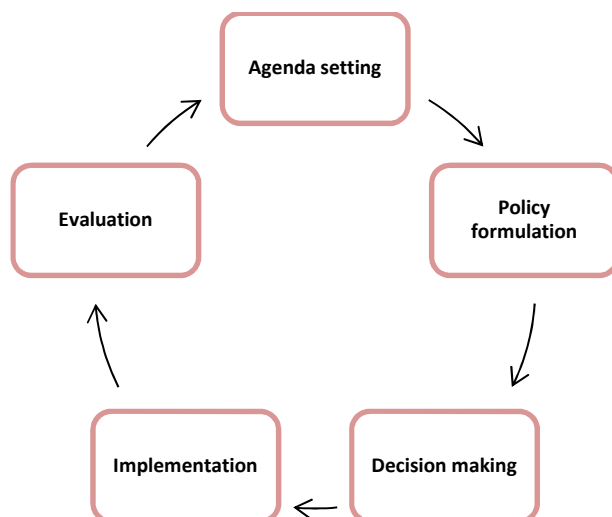 Agenda setting
Policy
formulation
Decision making
Implementation
Evaluation